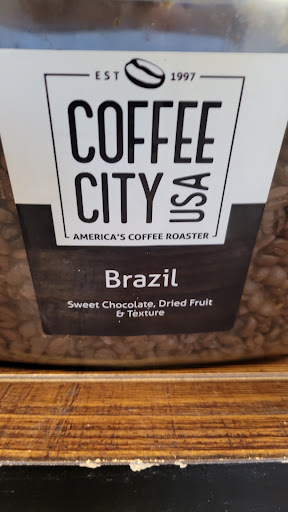 EST 1997
COFFEE
CITY USA
AMERICA'S COFFEE ROASTER
Brazil
Sweet Chocolate, Dried Fruit
& Texture